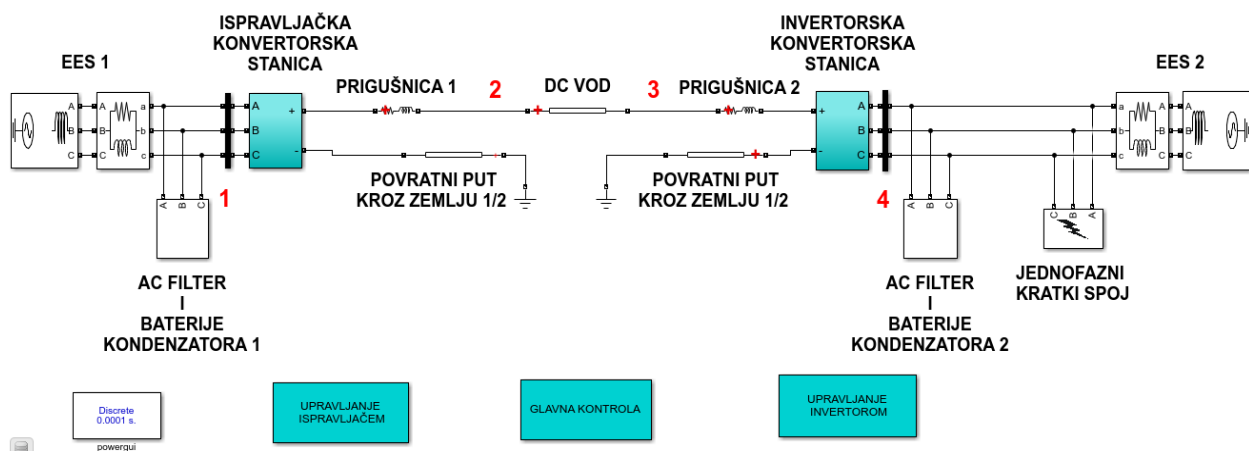 ISPRAVLJAČKA
KONVERTORSKA
STANICA
INVERTORSKA
KONVERTORSKA
STANICA
EES 1
EES 2
PRIGUŠNICA 1
2
DC VOD
3
PRIGUŠNICA 2
A
B
C
A
B
C
a
b
c
A
B
C
+
-
+
-
A
B
C
a
b
c
A
B
C
A
B
C
POVRATNI PUT
KROZ ZEMLJU 1/2
POVRATNI PUT
KROZ ZEMLJU 1/2
1
4
A
B
C
A
B
C
C
B
A
AC FILTER
I
BATERIJE
KONDENZATORA 1
AC FILTER
I
BATERIJE
KONDENZATORA 2
JEDNOFAZNI
KRATKI SPOJ
Discrete
0.0001 s.
powergui
UPRAVLJANJE
ISPRAVLJAČEM
GLAVNA KONTROLA
UPRAVLJANJE
INVERTOROM